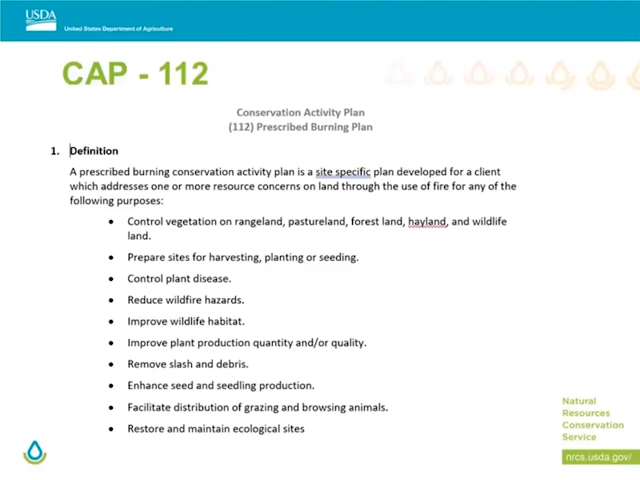 USDA
United States Department of Agriculture
CAP - 112
Conservation Activity Plan
(112) Prescribed Burning Plan
1. Definition
A prescribed burning conservation activity plan is a site specific plan developed for a client
which addresses one or more resource concerns on land through the use of fire for any of the
following purposes:
• Control vegetation on rangeland, pastureland, forest land, hayland, and wildlife
land.
• Prepare sites for harvesting, planting or seeding.
• Control plant disease.
• Reduce wildfire hazards.
• Improve wildlife habitat.
• Improve plant production quantity and/or quality.
• Remove slash and debris.
• Enhance seed and seedling production.
• Facilitate distribution of grazing and browsing animals.
• Restore and maintain ecological sites
Natural
Resources
Conservation
Service
nrcs.usda.gov/